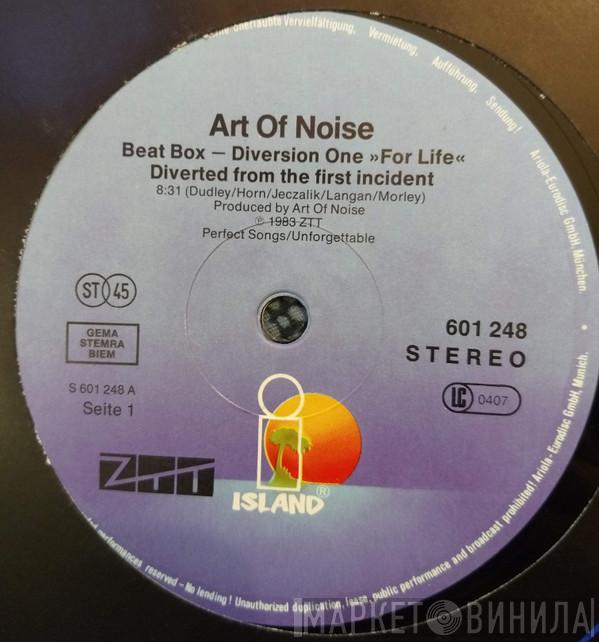 unerlaubte Vervielfältigung, Vermietung, Aufführung, Sendung! Ariola-Eurodisc GmbH, München.
Art Of Noise
Beat Box – Diversion One »For Life«
Diverted from the first incident
8:31 (Dudley/Horn/Jeczalik/Langan/Morley)
Produced by Art Of Noise
℗ 1983 ZTT
Perfect Songs/Unforgettable
ST 45
601 248
STEREO
GEMA
STEMRA
BIEM
LC 0407
S 601 248 A
Seite 1
ZTT
ISLAND®
performances reserved – No lending! Unauthorized duplication, lease, public performance and broadcast prohibited! Ariola-Eurodisc GmbH, Munich.
МАРКЕТ ВИНИЛА